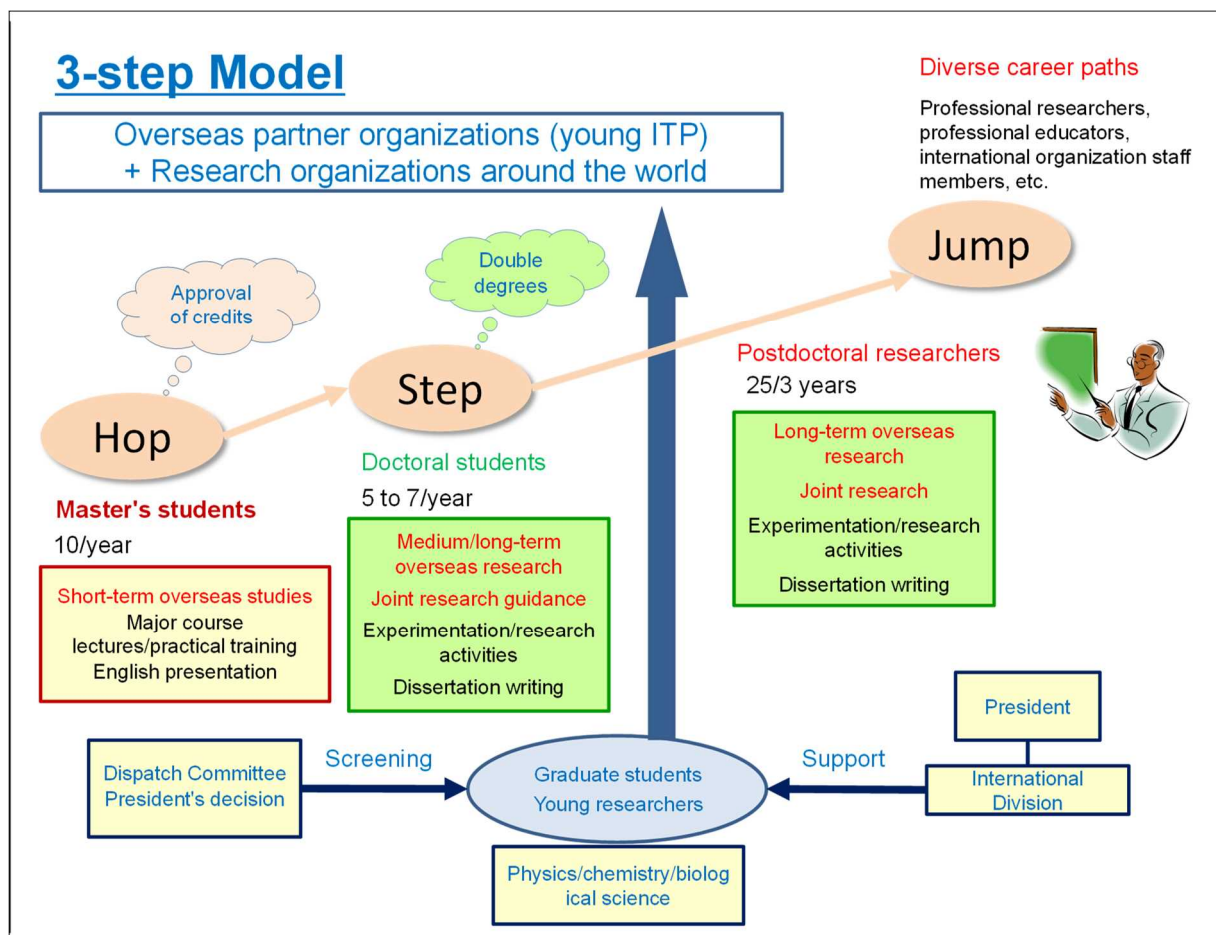 3-step Model
Overseas partner organizations (young ITP)
+ Research organizations around the world
Diverse career paths
Professional researchers,
professional educators,
international organization staff
members, etc.
Jump
Double
degrees
Approval
of credits
Step
Hop
Master's students
10/year
Short-term overseas studies
Major course
lectures/practical training
English presentation
Doctoral students
5 to 7/year
Medium/long-term
overseas research
Joint research guidance
Experimentation/research
activities
Dissertation writing
Postdoctoral researchers
25/3 years
Long-term overseas
research
Joint research
Experimentation/research
activities
Dissertation writing
Dispatch Committee
President's decision
Screening
Graduate students
Young researchers
Support
President
International
Division
Physics/chemistry/biolog
ical science